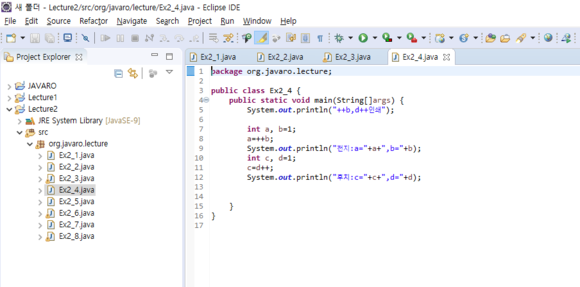 새 폴더 - Lecture2/src/org/javaro/lecture/Ex2_4.java - Eclipse IDE
File Edit Source Refactor Navigate Search Project Run Window Help
Project Explorer
JAVARO
Lecture1
Lecture2
JRE System Library [JavaSE-9]
src
org.javaro.lecture
Ex2_1.java
Ex2_2.java
Ex2_3.java
Ex2_4.java
Ex2_5.java
Ex2_6.java
Ex2_7.java
Ex2_8.java
Ex2_1.java Ex2_2.java Ex2_3.java Ex2_4.java
1 package org.javaro.lecture;
2
3 public class Ex2_4 {
4 public static void main(String[]args) {
5 System.out.println("++b,d++인쇄");
6
7 int a, b=1;
8 a=++b;
9 System.out.println("전치:a="+a+",b="+b);
10 int c, d=1;
11 c=d++;
12 System.out.println("후치:c="+c+",d="+d);
13
14
15 }
16 }
17